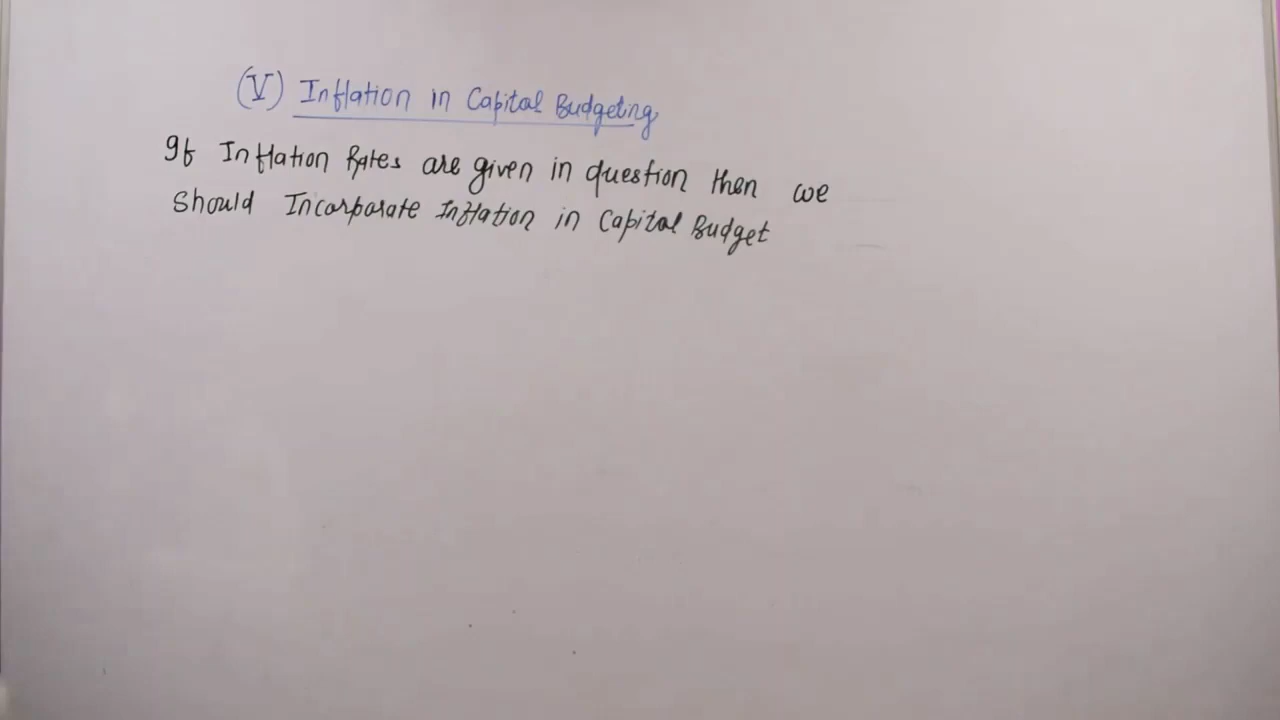 (V) Inflation in Capital Budgeting
If Inflation Rates are given in question then we
should Incorporate Inflation in Capital Budget